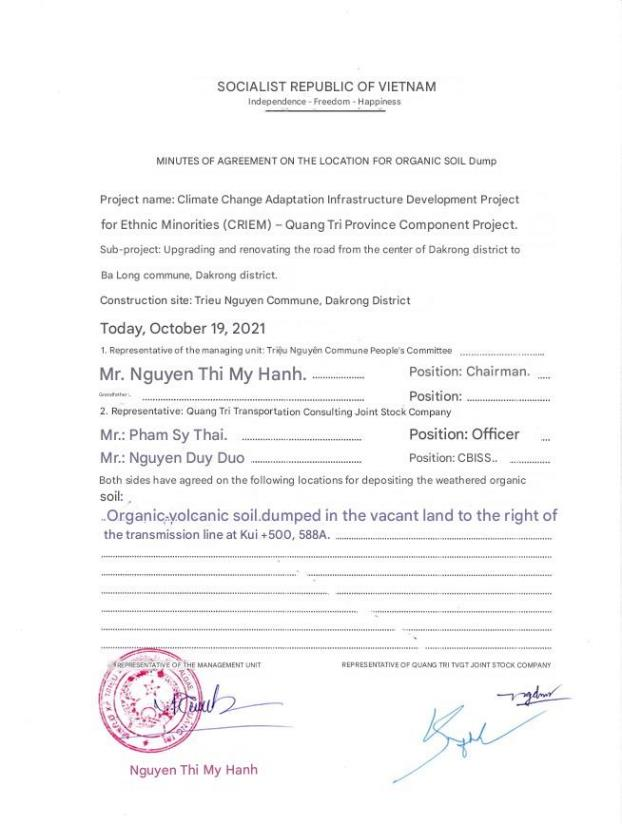 SOCIALIST REPUBLIC OF VIETNAM
Independence - Freedom - Happiness
MINUTES OF AGREEMENT ON THE LOCATION FOR ORGANIC SOIL Dump
Project name: Climate Change Adaptation Infrastructure Development Project
for Ethnic Minorities (CRIEM) – Quang Tri Province Component Project.
Sub-project: Upgrading and renovating the road from the center of Dakrong district to
Ba Long commune, Dakrong district.
Construction site: Trieu Nguyen Commune, Dakrong District
Today, October 19, 2021
1. Representative of the managing unit: Triệu Nguyên Commune People's Committee
Mr. Nguyen Thi My Hanh. Position: Chairman.
Grandfather: Position:
2. Representative: Quang Tri Transportation Consulting Joint Stock Company
Mr.: Pham Sy Thai. Position: Officer
Mr.: Nguyen Duy Duo Position: CBISS..
Both sides have agreed on the following locations for depositing the weathered organic
soil:
Organic volcanic soil dumped in the vacant land to the right of
the transmission line at Kui +500, 588A.
REPRESENTATIVE OF THE MANAGEMENT UNIT REPRESENTATIVE OF QUANG TRI TVGT JOINT STOCK COMPANY
Nguyen Thi My Hanh